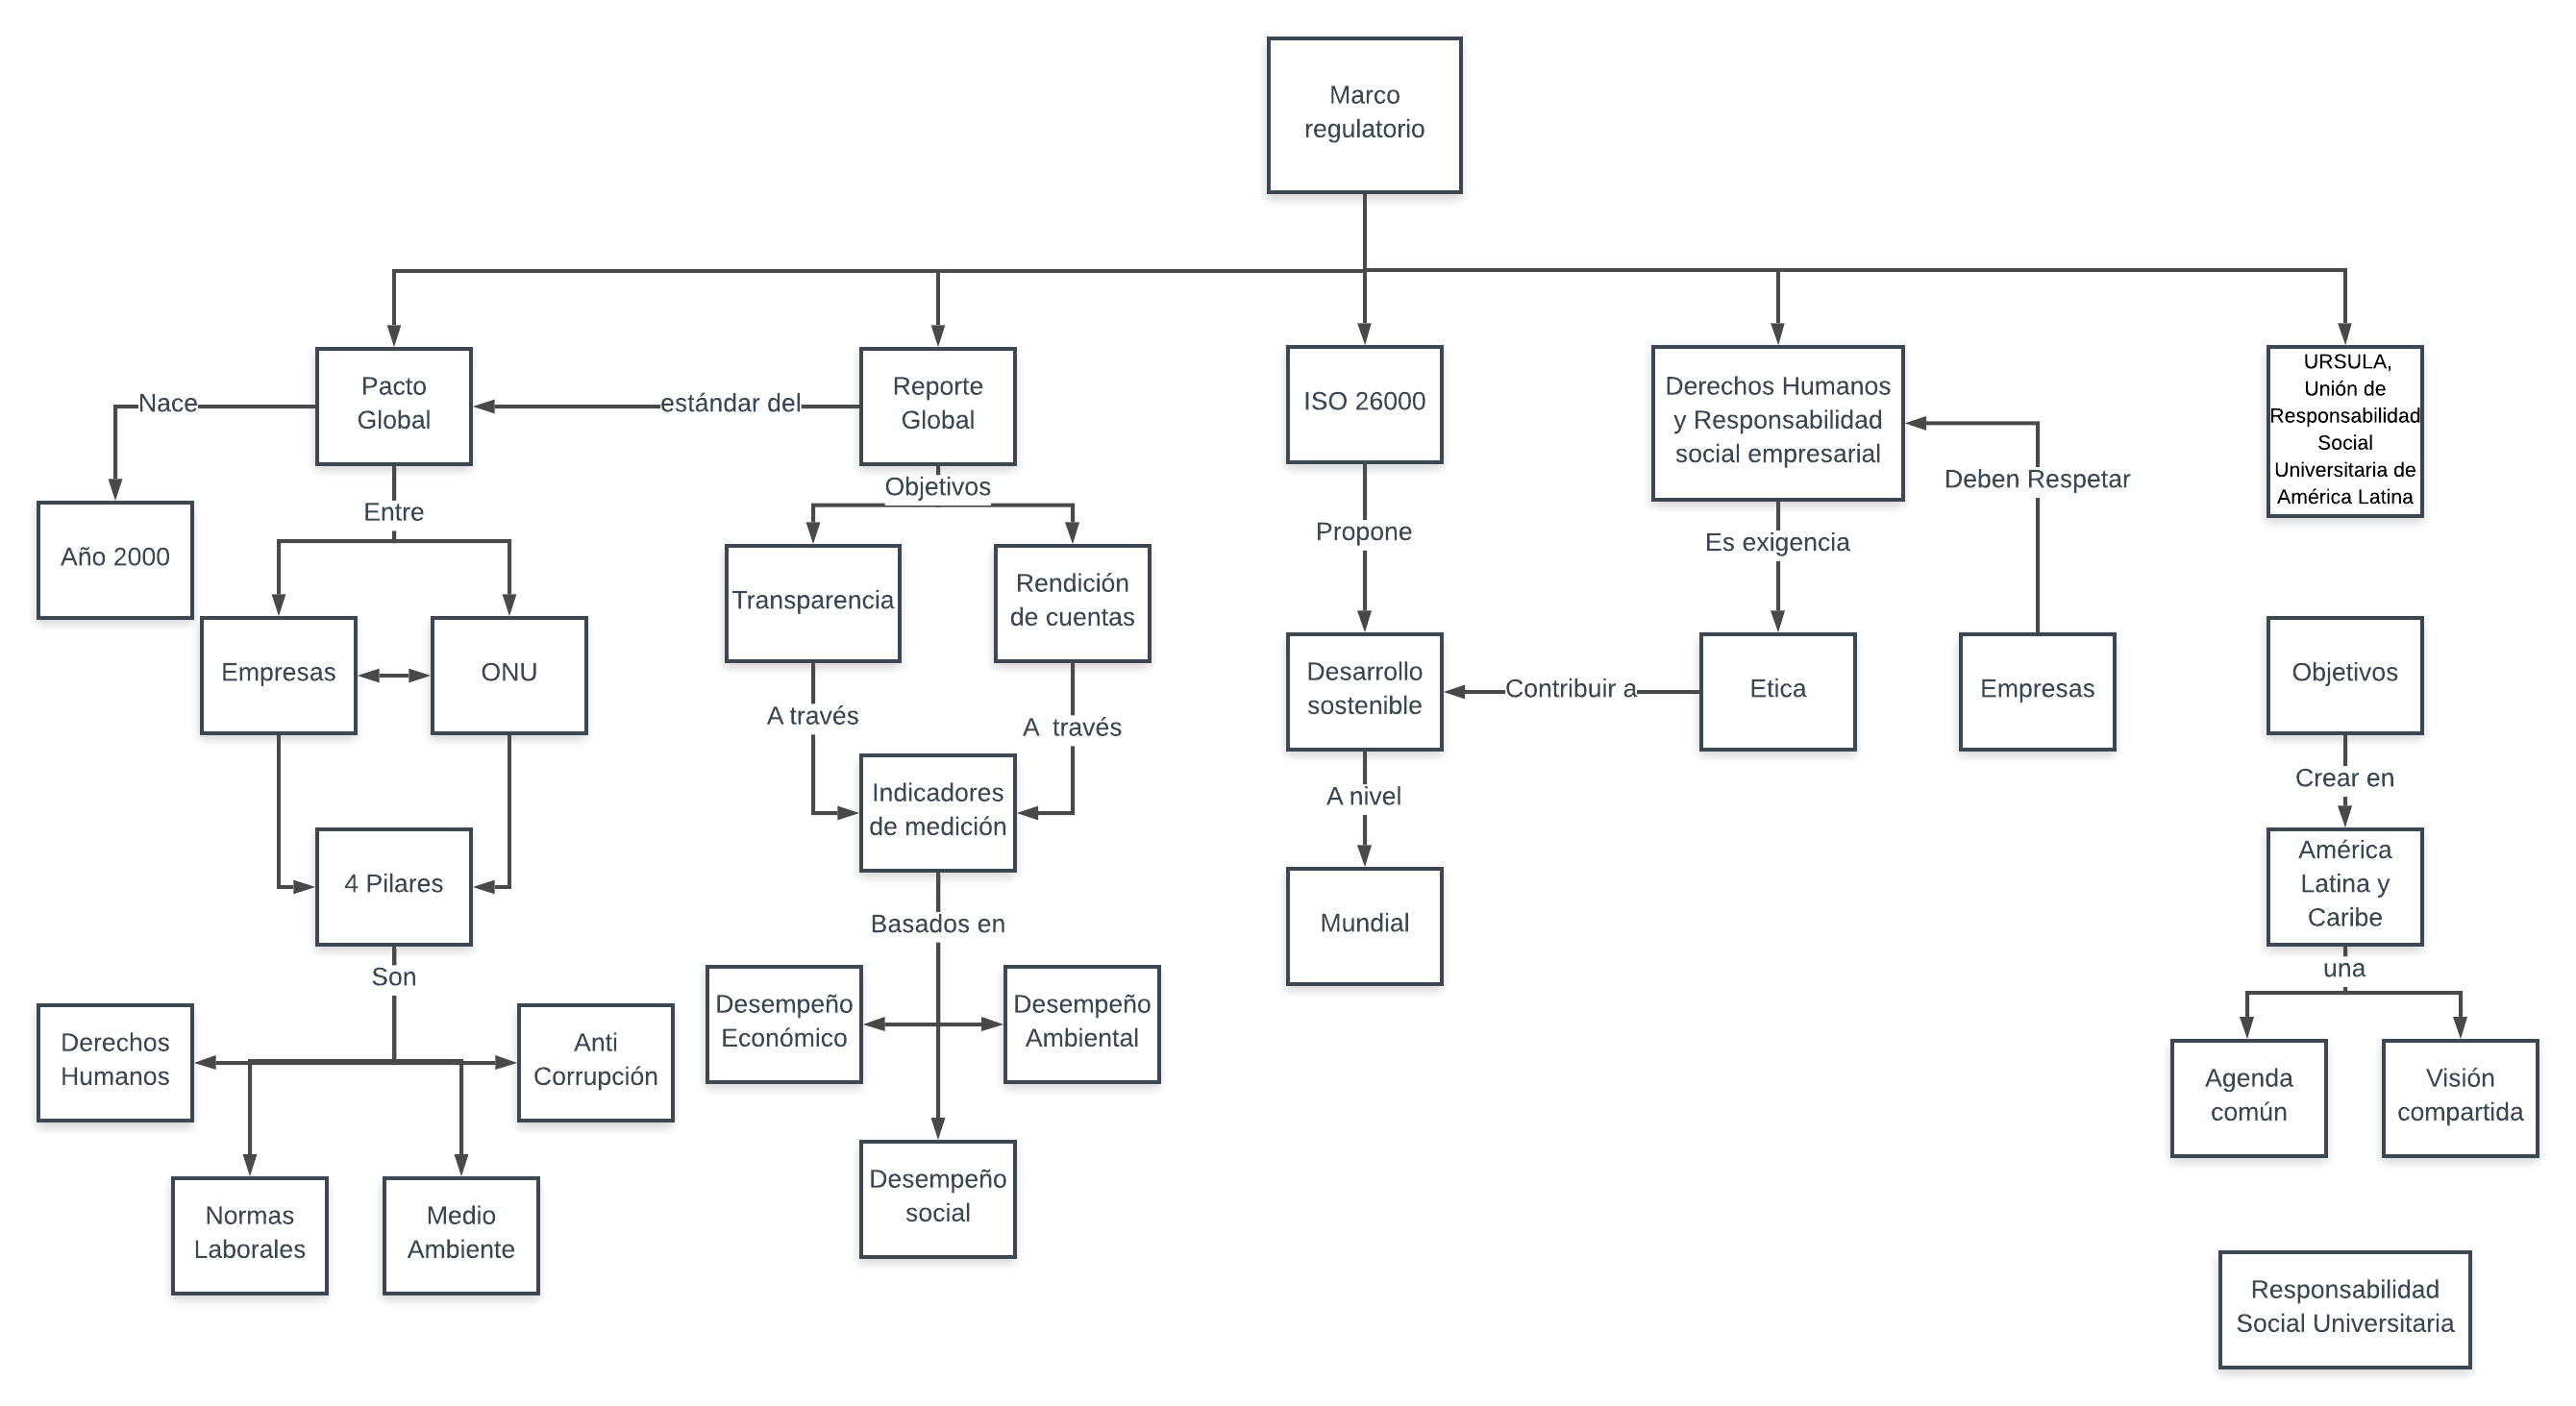 Marco
regulatorio
Pacto
Global
Reporte
Global
ISO 26000
Derechos Humanos
y Responsabilidad
social empresarial
URSULA,
Unión de
Responsabilidad
Social
Universitaria de
América Latina
Nace
estándar del
Deben Respetar
Objetivos
Entre
Propone
Es exigencia
Año 2000
Transparencia
Rendición
de cuentas
Empresas
ONU
Desarrollo
sostenible
Contribuir a
Etica
Empresas
Objetivos
A través
A  través
Crear en
Indicadores
de medición
A nivel
4 Pilares
América
Latina y
Caribe
Basados en
Mundial
Son
una
Derechos
Humanos
Anti
Corrupción
Desempeño
Económico
Desempeño
Ambiental
Agenda
común
Visión
compartida
Normas
Laborales
Medio
Ambiente
Desempeño
social
Responsabilidad
Social Universitaria